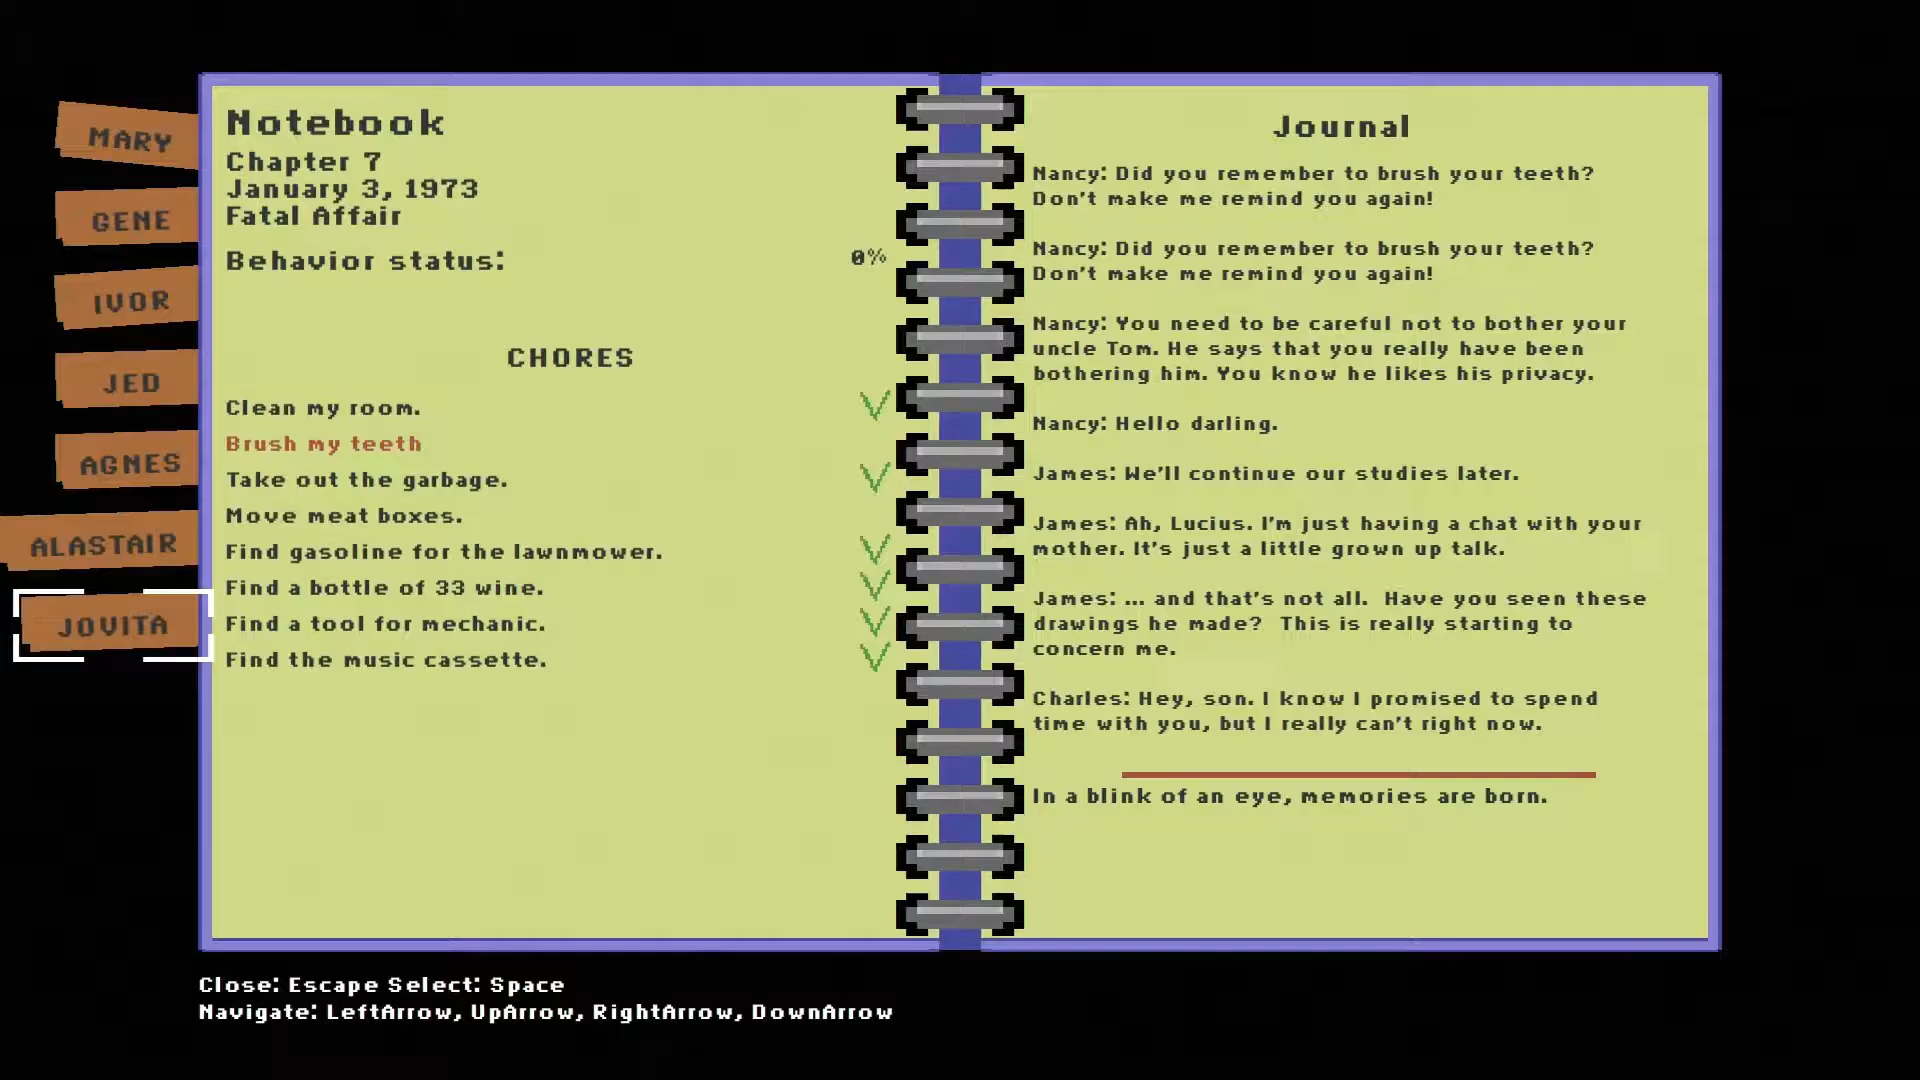 MARY
GENE
IVOR
JED
AGNES
ALASTAIR
JOVITA
Notebook
Chapter 7
January 3, 1973
Fatal Affair
Behavior status:
0%
CHORES
Clean my room.
Brush my teeth
Take out the garbage.
Move meat boxes.
Find gasoline for the lawnmower.
Find a bottle of 33 wine.
Find a tool for mechanic.
Find the music cassette.
Journal
Nancy: Did you remember to brush your teeth?
Don't make me remind you again!
Nancy: Did you remember to brush your teeth?
Don't make me remind you again!
Nancy: You need to be careful not to bother your
uncle Tom. He says that you really have been
bothering him. You know he likes his privacy.
Nancy: Hello darling.
James: We'll continue our studies later.
James: Ah, Lucius. I'm just having a chat with your
mother. It's just a little grown up talk.
James: ... and that's not all. Have you seen these
drawings he made? This is really starting to
concern me.
Charles: Hey, son. I know I promised to spend
time with you, but I really can't right now.
In a blink of an eye, memories are born.
Close: Escape Select: Space
Navigate: LeftArrow, UpArrow, RightArrow, DownArrow